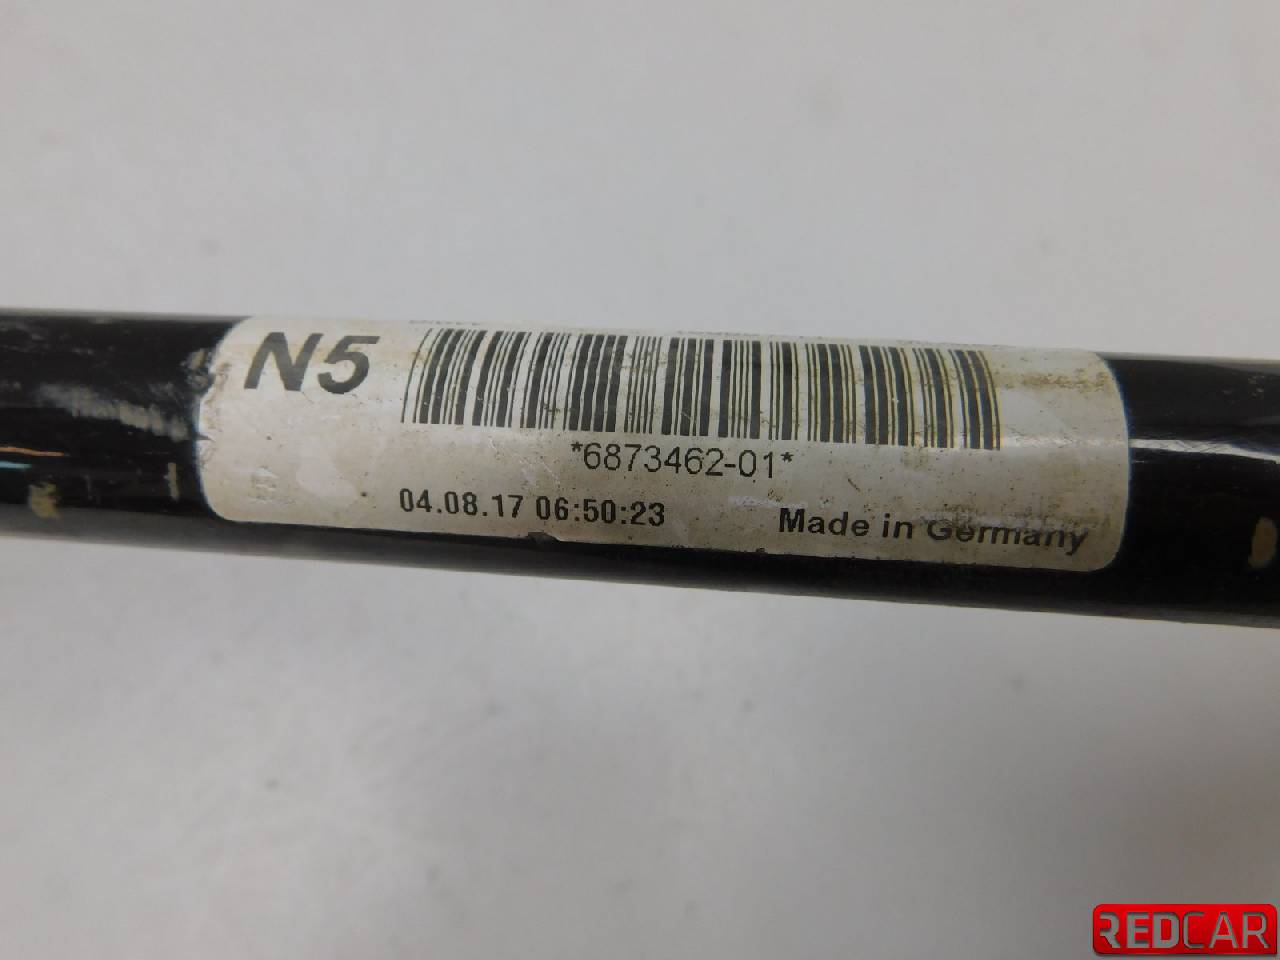 N5
*6873462-01*
04.08.17 06:50:23
Made in Germany
REDCAR